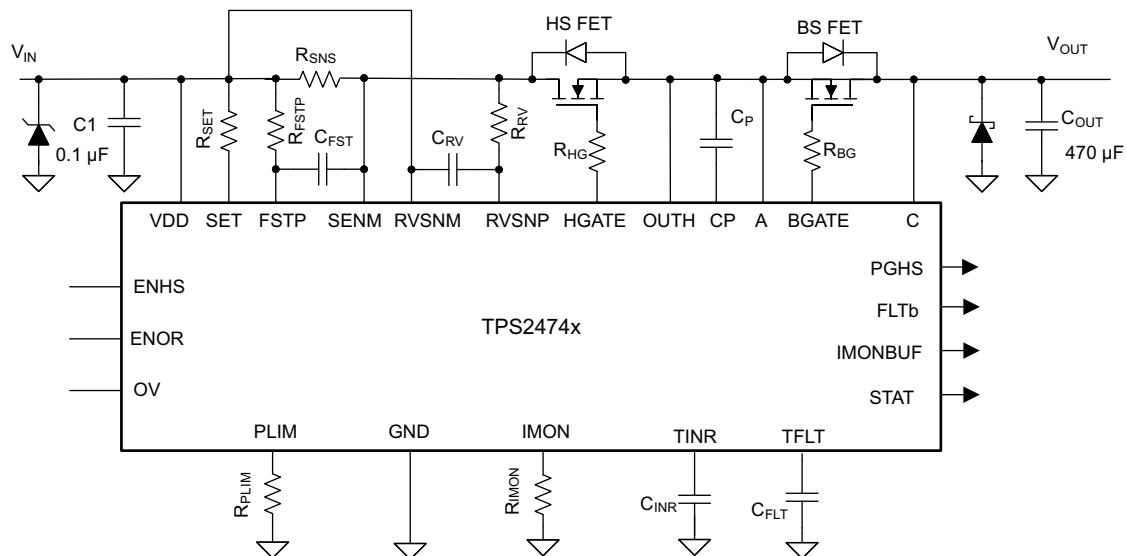 HS FET
BS FET
VIN
RSNS
VOUT
C1
0.1 µF
RSET
RFSTP
CFST
CRV
RRV
RHG
CP
RBG
COUT
470 µF
VDD
SET
FSTP
SENM
RVSNM
RVSNP
HGATE
OUTH
CP
A
BGATE
C
ENHS
ENOR
OV
TPS2474x
PGHS
FLTb
IMONBUF
STAT
PLIM
GND
IMON
TINR
TFLT
RPLIM
RIMON
CINR
CFLT